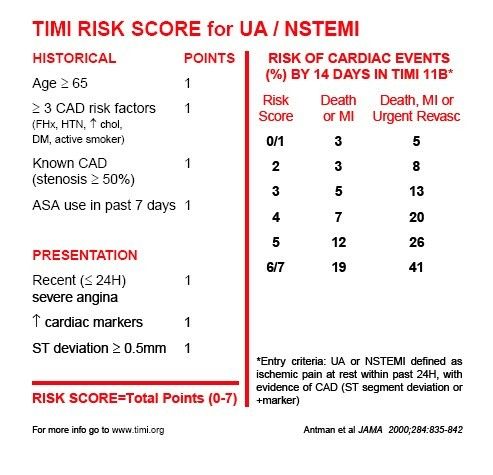 TIMI RISK SCORE for UA / NSTEMI
HISTORICAL POINTS
Age ≥ 65 1
≥ 3 CAD risk factors 1
(FHx, HTN, ↑ chol,
DM, active smoker)
Known CAD 1
(stenosis ≥ 50%)
ASA use in past 7 days 1
PRESENTATION
Recent (≤ 24H) 1
severe angina
↑ cardiac markers 1
ST deviation ≥ 0.5mm 1
RISK SCORE=Total Points (0-7)
RISK OF CARDIAC EVENTS
(%) BY 14 DAYS IN TIMI 11B*
Risk Death Death, MI or
Score or MI Urgent Revasc
0/1 3 5
2 3 8
3 5 13
4 7 20
5 12 26
6/7 19 41
*Entry criteria: UA or NSTEMI defined as
ischemic pain at rest within past 24H, with
evidence of CAD (ST segment deviation or
+marker)
For more info go to www.timi.org
Antman et al JAMA 2000;284:835-842